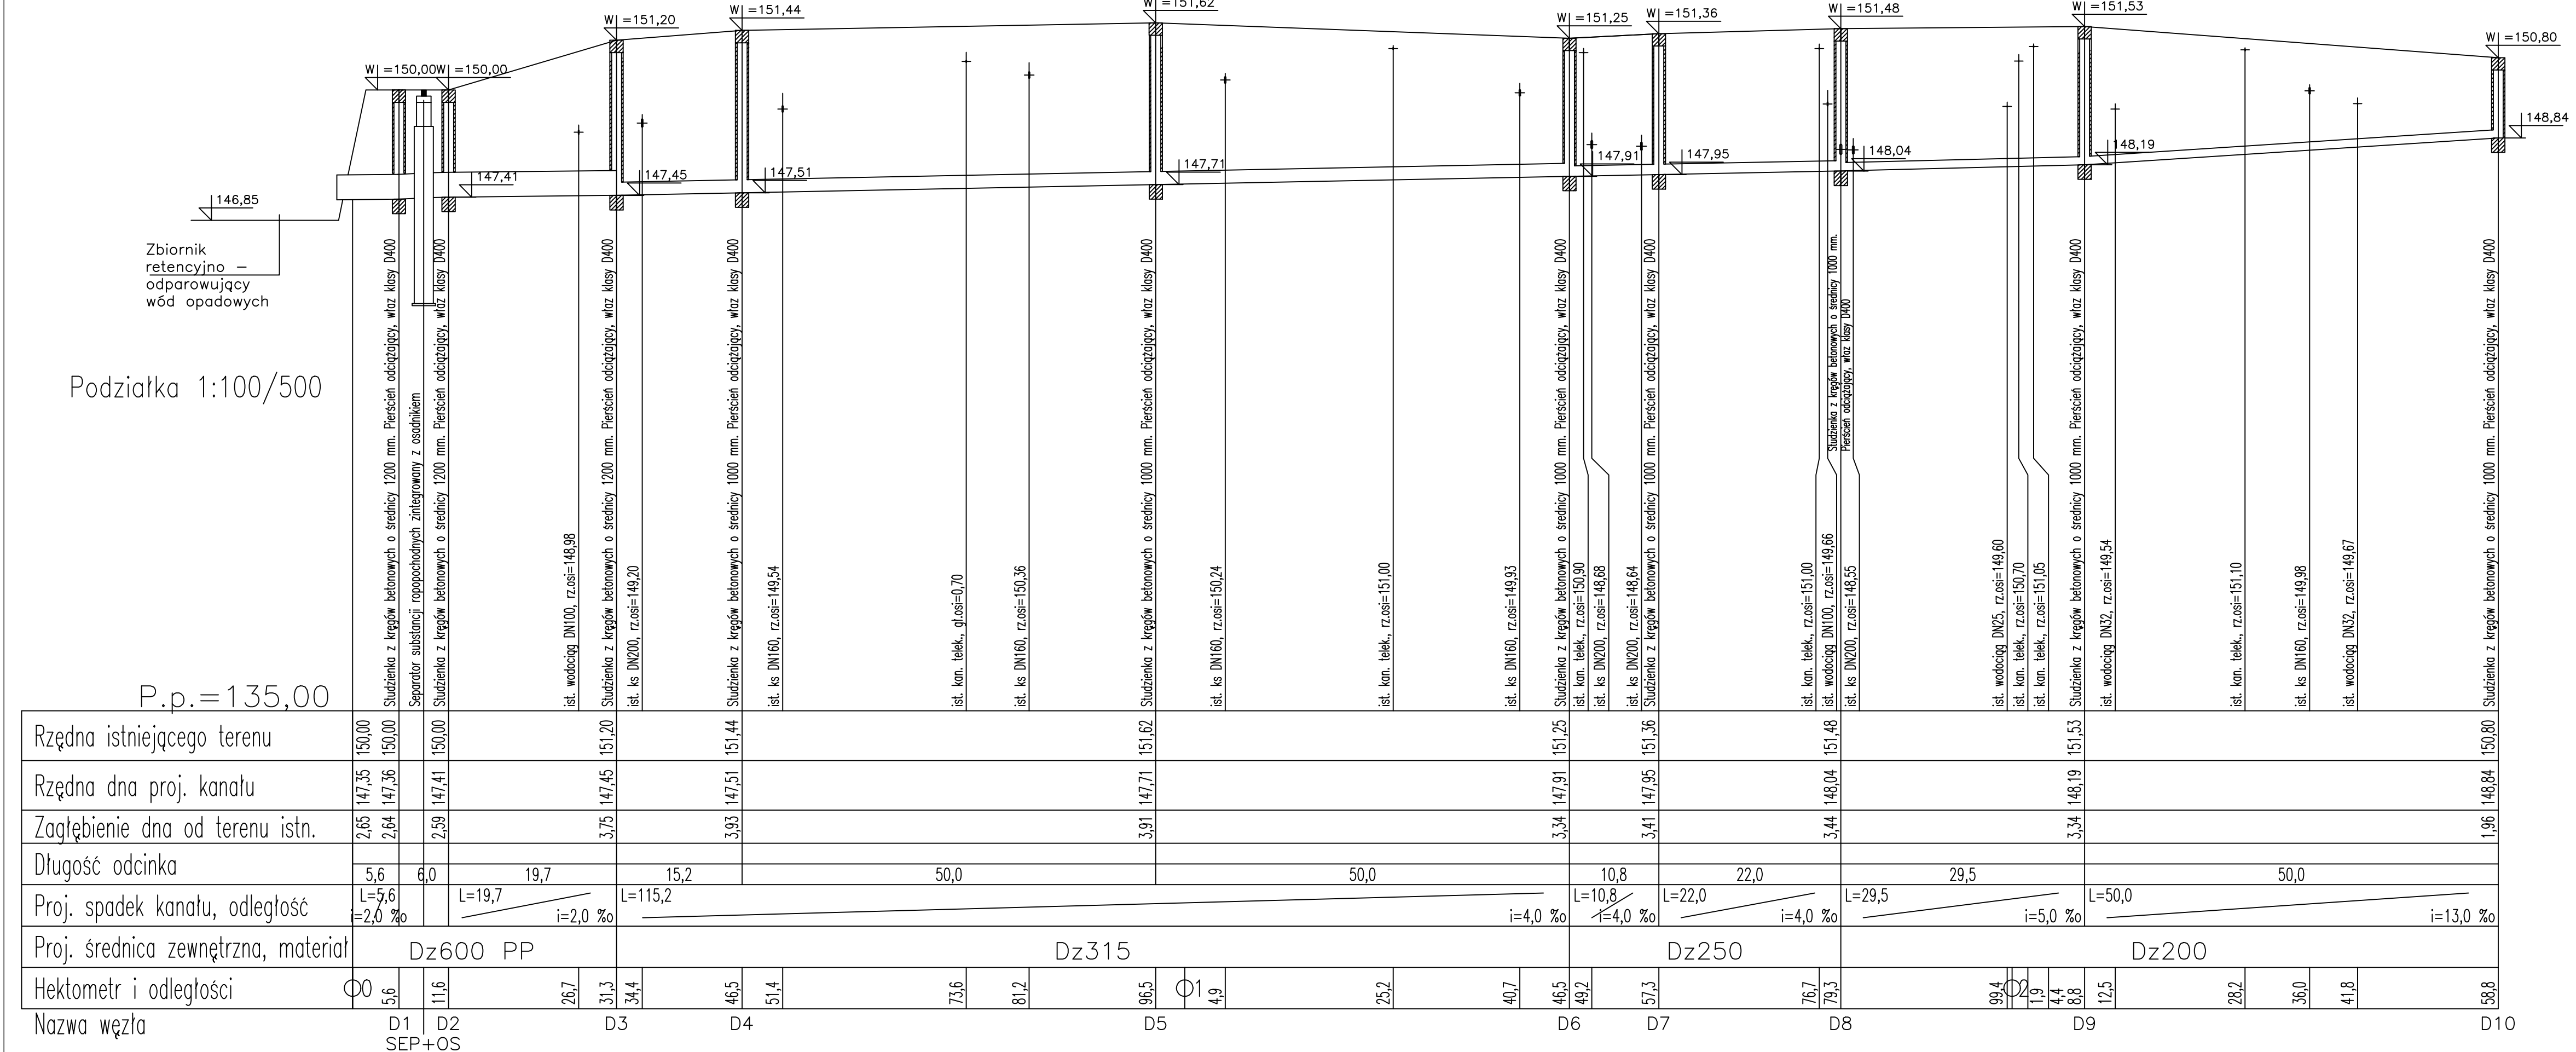 W =151,20
W =151,44
W =151,62
W =151,25
W =151,36
W =151,48
W =151,53
W =150,80
W =150,00
W =150,00
148,84
147,41
147,45
147,51
147,71
147,91
147,95
148,04
148,19
146,85
Zbiornik
retencyjno –
odparowujący
wód opadowych
Podziałka 1:100/500
P.p.=135,00
Studzienka z kręgów betonowych o średnicy 1200 mm. Pierścień odciążający, właz klasy D400
Separator substancji ropopochodnych zintegrowany z osadnikiem
Studzienka z kręgów betonowych o średnicy 1200 mm. Pierścień odciążający, właz klasy D400
ist. wodociąg DN100, rz.osi=148,98
Studzienka z kręgów betonowych o średnicy 1200 mm. Pierścień odciążający, właz klasy D400
ist. ks DN200, rz.osi=149,20
Studzienka z kręgów betonowych o średnicy 1000 mm. Pierścień odciążający, właz klasy D400
ist. ks DN160, rz.osi=149,54
ist. kan. telek., gł.osi=0,70
ist. ks DN160, rz.osi=150,36
Studzienka z kręgów betonowych o średnicy 1000 mm. Pierścień odciążający, właz klasy D400
ist. ks DN160, rz.osi=150,24
ist. kan. telek., rz.osi=151,00
ist. ks DN160, rz.osi=149,93
Studzienka z kręgów betonowych o średnicy 1000 mm. Pierścień odciążający, właz klasy D400
ist. kan. telek., rz.osi=150,90
ist. ks DN200, rz.osi=148,68
ist. ks DN200, rz.osi=148,64
Studzienka z kręgów betonowych o średnicy 1000 mm. Pierścień odciążający, właz klasy D400
ist. kan. telek., rz.osi=151,00
ist. wodociąg DN100, rz.osi=149,66
Studzienka z kręgów betonowych o średnicy 1000 mm.
Pierścień odciążający, właz klasy D400
ist. ks DN200, rz.osi=148,55
ist. wodociąg DN25, rz.osi=149,60
ist. kan. telek., rz.osi=150,70
ist. kan. telek., rz.osi=151,05
Studzienka z kręgów betonowych o średnicy 1000 mm. Pierścień odciążający, właz klasy D400
ist. wodociąg DN32, rz.osi=149,54
ist. kan. telek., rz.osi=151,10
ist. ks DN160, rz.osi=149,98
ist. wodociąg DN32, rz.osi=149,67
Studzienka z kręgów betonowych o średnicy 1000 mm. Pierścień odciążający, właz klasy D400
Rzędna istniejącego terenu 150,00 150,00 150,00 151,20 151,44 151,62 151,25 151,36 151,48 151,53 150,80
Rzędna dna proj. kanału 147,35 147,36 147,41 147,45 147,51 147,71 147,91 147,95 148,04 148,19 148,84
Zagłębienie dna od terenu istn. 2,65 2,64 2,59 3,75 3,93 3,91 3,34 3,41 3,44 3,34 1,96
Długość odcinka 5,6 6,0 19,7 15,2 50,0 50,0 10,8 22,0 29,5 50,0
L=5,6 L=19,7 L=115,2 L=10,8 L=22,0 L=29,5 L=50,0
Proj. spadek kanału, odległość
i=2,0 ‰ i=2,0 ‰ i=4,0 ‰ i=4,0 ‰ i=4,0 ‰ i=5,0 ‰ i=13,0 ‰
Proj. średnica zewnętrzna, materiał Dz600 PP Dz315 Dz250 Dz200
Hektometr i odległości 0 5,6 11,6 26,7 31,3 34,4 46,5 51,4 73,6 81,2 96,5 1 4,9 25,2 40,7 46,5 49,2 57,3 76,7 79,3 99,4 2 1,9 4,4 8,8 12,5 28,2 36,0 41,8 58,8
Nazwa węzła D1 D2 D3 D4 D5 D6 D7 D8 D9 D10
SEP+OS